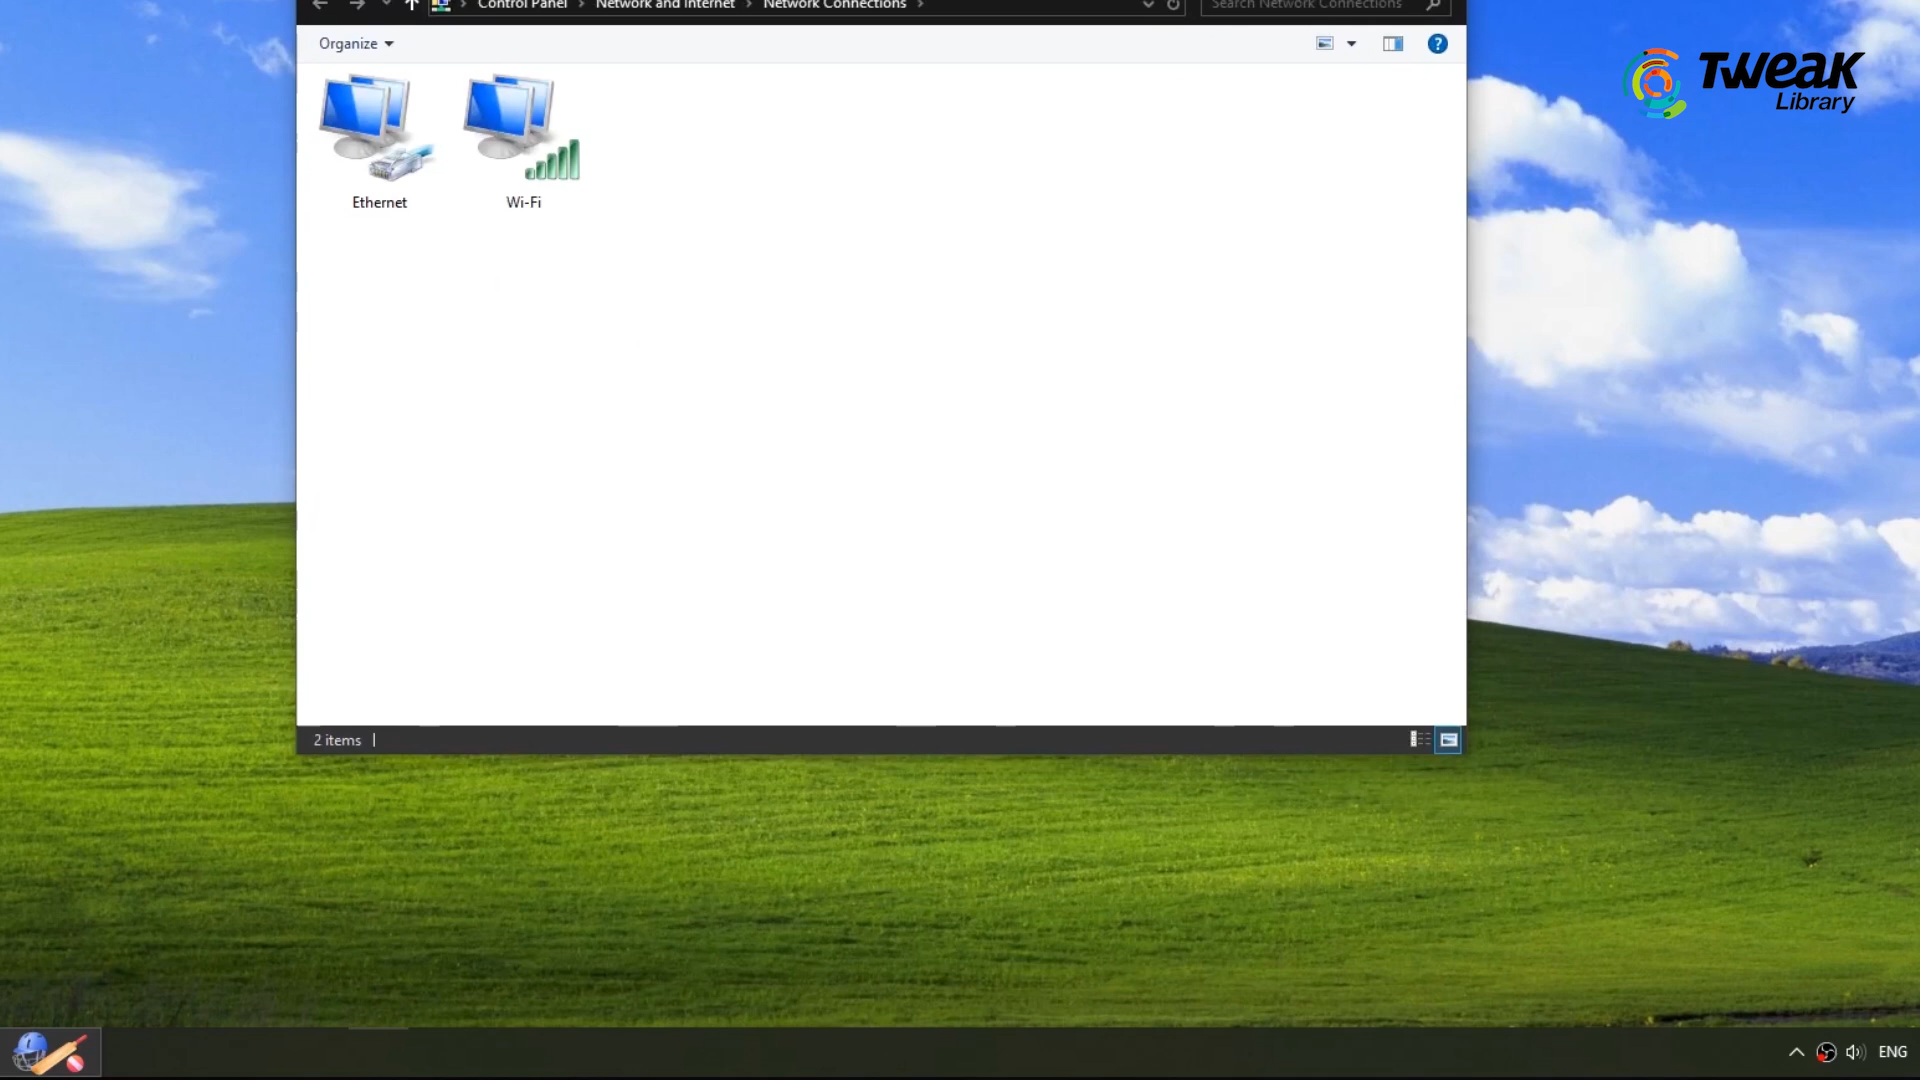 Control Panel > Network and Internet > Network Connections >
Search Network Connections
Organize
TWEAK
Library
Ethernet
Wi-Fi
2 items
ENG